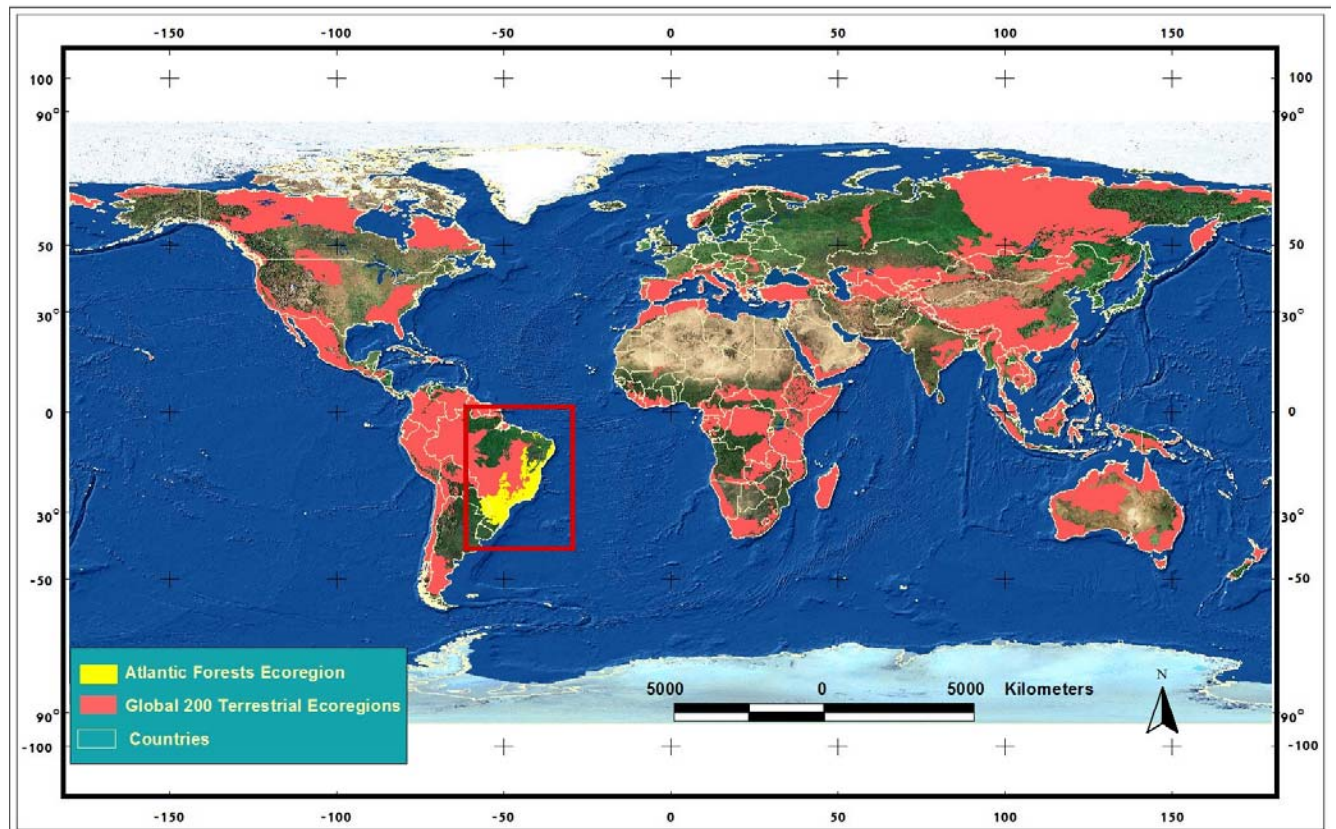 -150 -100 -50 0 50 100 150
100 100
90° 90°
50 50
30° 30°
0 0
30° 30°
-50 -50
Atlantic Forests Ecoregion
Global 200 Terrestrial Ecoregions
Countries
5000 0 5000 Kilometers
N
90° 90°
-100 -100
-150 -100 -50 0 50 100 150